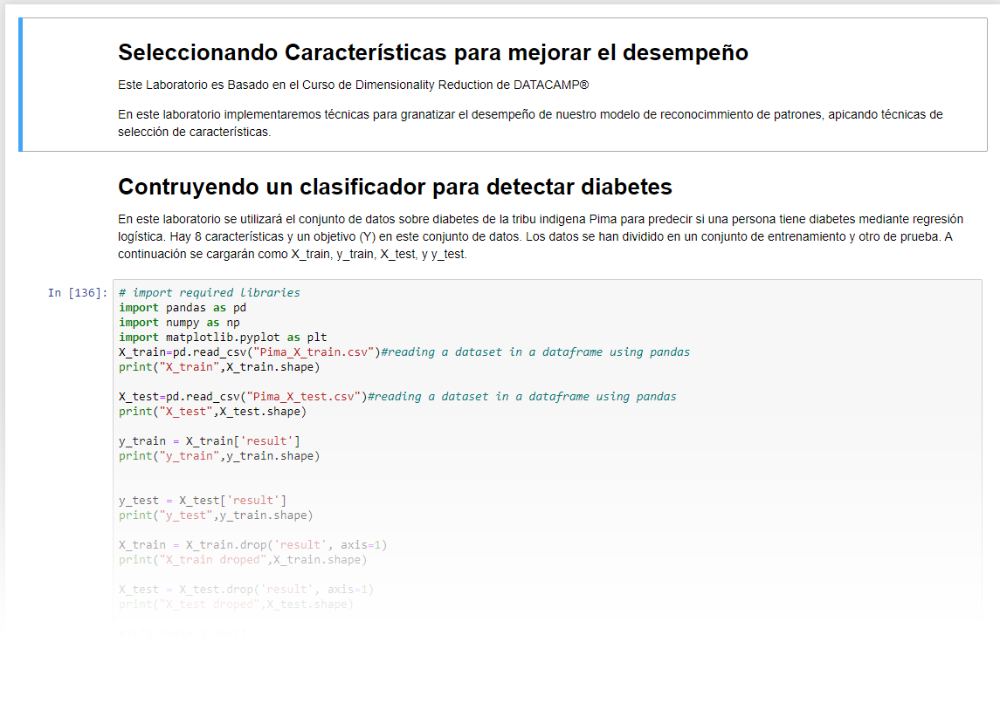 Seleccionando Características para mejorar el desempeño
Este Laboratorio es Basado en el Curso de Dimensionality Reduction de DATACAMP®
En este laboratorio implementaremos técnicas para granatizar el desempeño de nuestro modelo de reconocimmiento de patrones, apicando técnicas de
selección de características.
Contruyendo un clasificador para detectar diabetes
En este laboratorio se utilizará el conjunto de datos sobre diabetes de la tribu indigena Pima para predecir si una persona tiene diabetes mediante regresión
logística. Hay 8 características y un objetivo (Y) en este conjunto de datos. Los datos se han dividido en un conjunto de entrenamiento y otro de prueba. A
continuación se cargarán como X_train, y_train, X_test, y y_test.
In [136]: # import required libraries
import pandas as pd
import numpy as np
import matplotlib.pyplot as plt
X_train=pd.read_csv("Pima_X_train.csv")#reading a dataset in a dataframe using pandas
print("X_train",X_train.shape)
X_test=pd.read_csv("Pima_X_test.csv")#reading a dataset in a dataframe using pandas
print("X_test",X_test.shape)
y_train = X_train['result']
print("y_train",y_train.shape)
y_test = X_test['result']
print("y_test",y_train.shape)
X_train = X_train.drop('result', axis=1)
print("X_train droped",X_train.shape)
X_test = X_test.drop('result', axis=1)
print("X_test droped",X_test.shape)